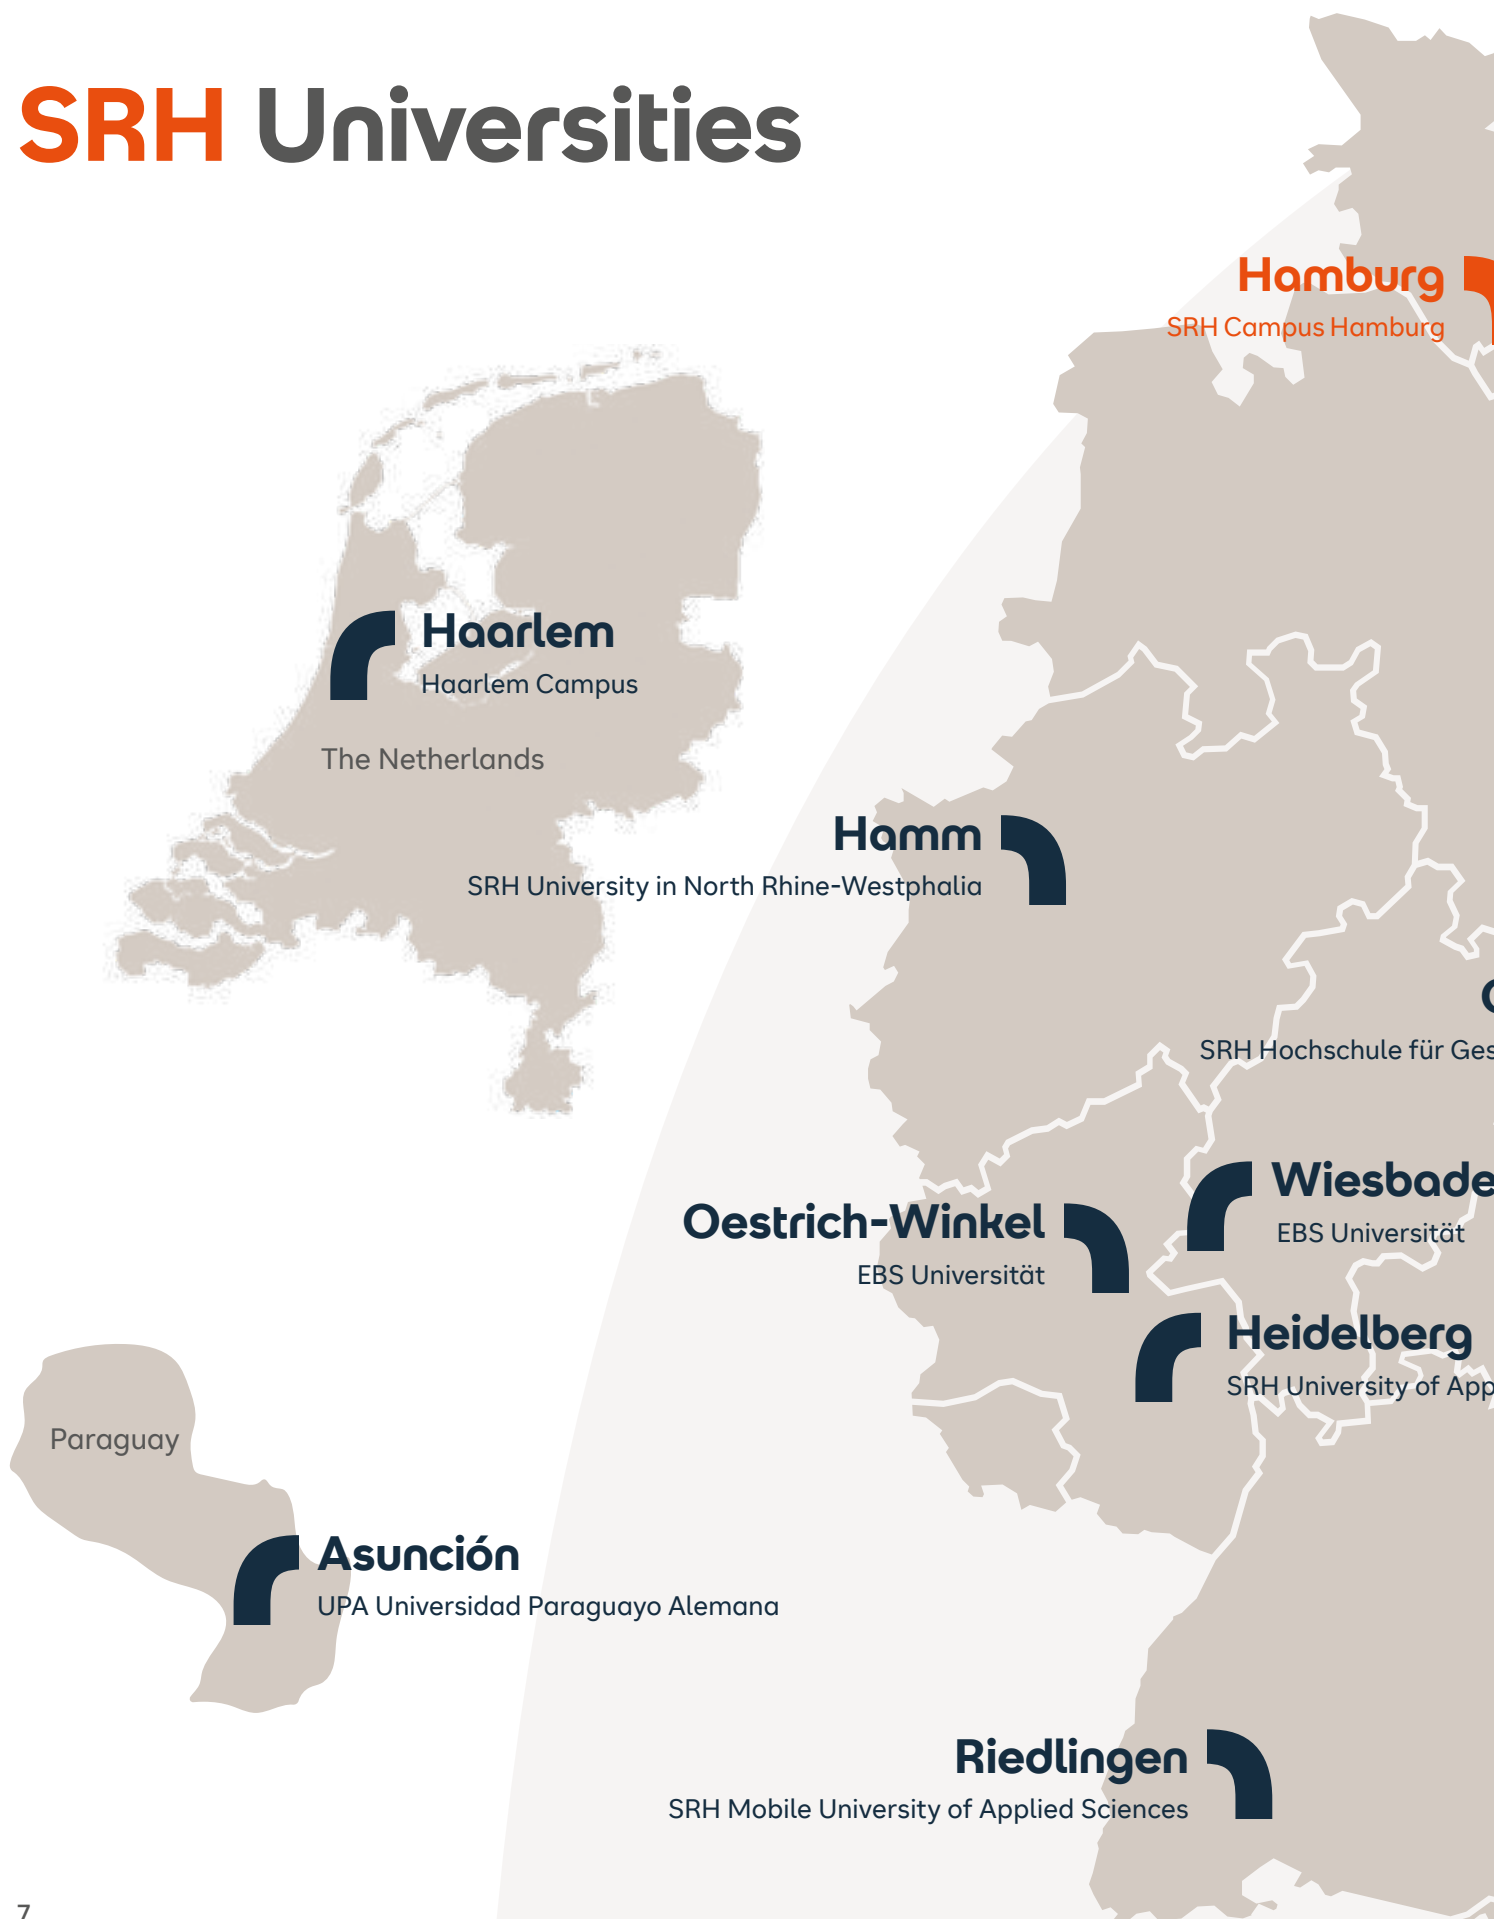 SRH Universities
Hamburg
SRH Campus Hamburg
Haarlem
Haarlem Campus
The Netherlands
Hamm
SRH University in North Rhine-Westphalia
SRH Hochschule für Ges
Wiesbade
EBS Universität
Oestrich-Winkel
EBS Universität
Heidelberg
SRH University of App
Paraguay
Asunción
UPA Universidad Paraguayo Alemana
Riedlingen
SRH Mobile University of Applied Sciences
7